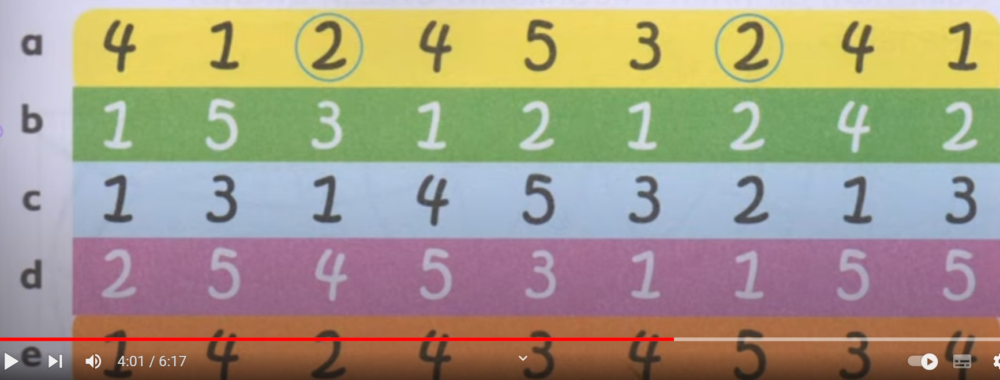 a 4 1 2 4 5 3 2 4 1
b 1 5 3 1 2 1 2 4 2
c 1 3 1 4 5 3 2 1 3
d 2 5 4 5 3 1 1 5 5
e 1 4 2 4 3 4 5 3 4
4:01 / 6:17